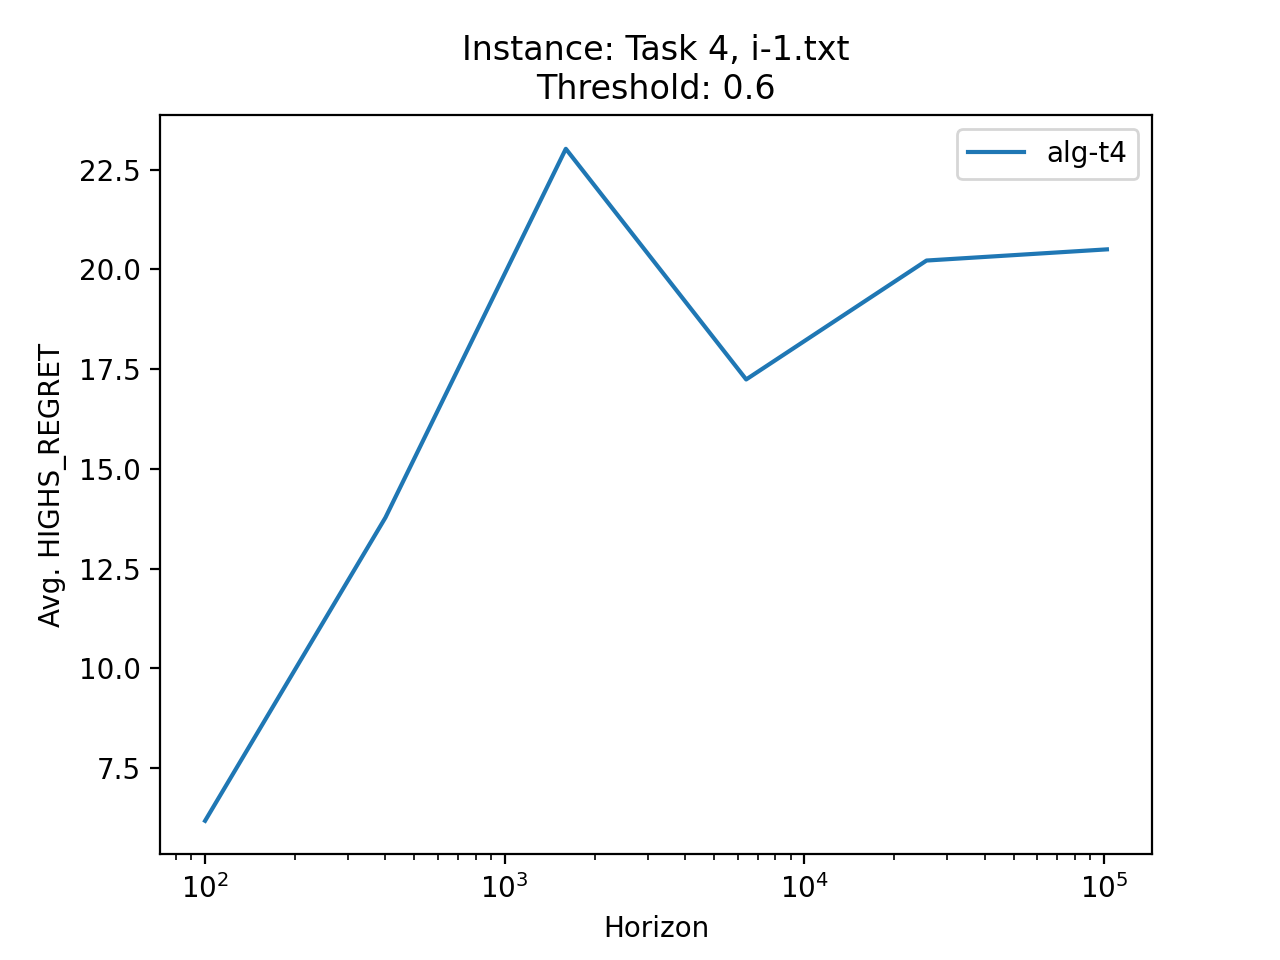 Instance: Task 4, i-1.txt
Threshold: 0.6
alg-t4
22.5
20.0
17.5
15.0
12.5
10.0
7.5
Avg. HIGHS_REGRET
10² 10³ 10⁴ 10⁵
Horizon